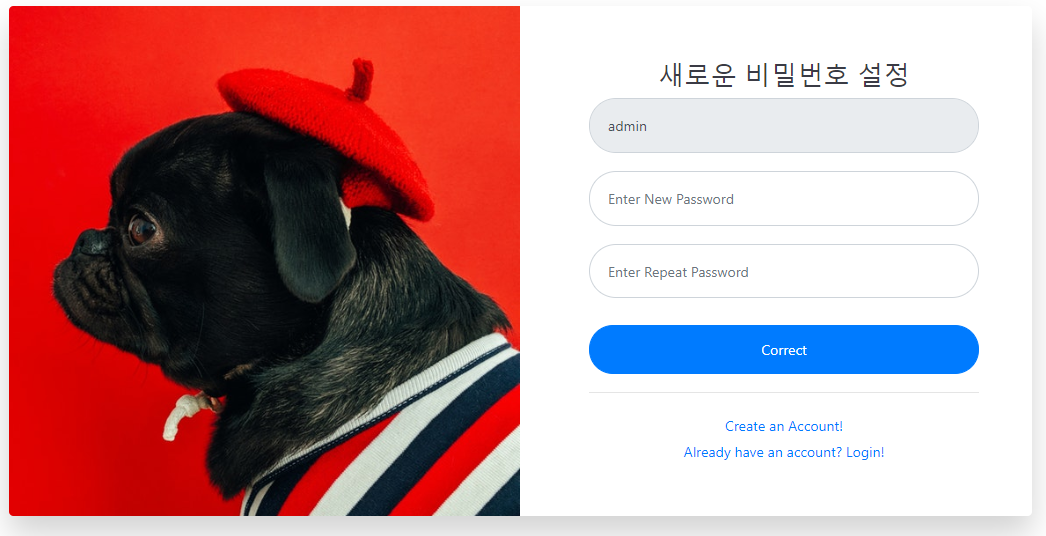 새로운 비밀번호 설정
admin
Enter New Password
Enter Repeat Password
Correct
Create an Account!
Already have an account? Login!